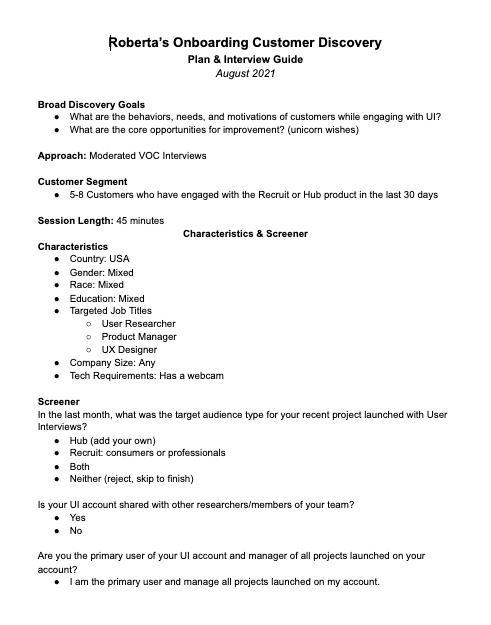 Roberta's Onboarding Customer Discovery
Plan & Interview Guide
August 2021
Broad Discovery Goals
● What are the behaviors, needs, and motivations of customers while engaging with UI?
● What are the core opportunities for improvement? (unicorn wishes)
Approach: Moderated VOC Interviews
Customer Segment
● 5-8 Customers who have engaged with the Recruit or Hub product in the last 30 days
Session Length: 45 minutes
Characteristics & Screener
Characteristics
● Country: USA
● Gender: Mixed
● Race: Mixed
● Education: Mixed
● Targeted Job Titles
○ User Researcher
○ Product Manager
○ UX Designer
● Company Size: Any
● Tech Requirements: Has a webcam
Screener
In the last month, what was the target audience type for your recent project launched with User
Interviews?
● Hub (add your own)
● Recruit: consumers or professionals
● Both
● Neither (reject, skip to finish)
Is your UI account shared with other researchers/members of your team?
● Yes
● No
Are you the primary user of your UI account and manager of all projects launched on your
account?
● I am the primary user and manage all projects launched on my account.